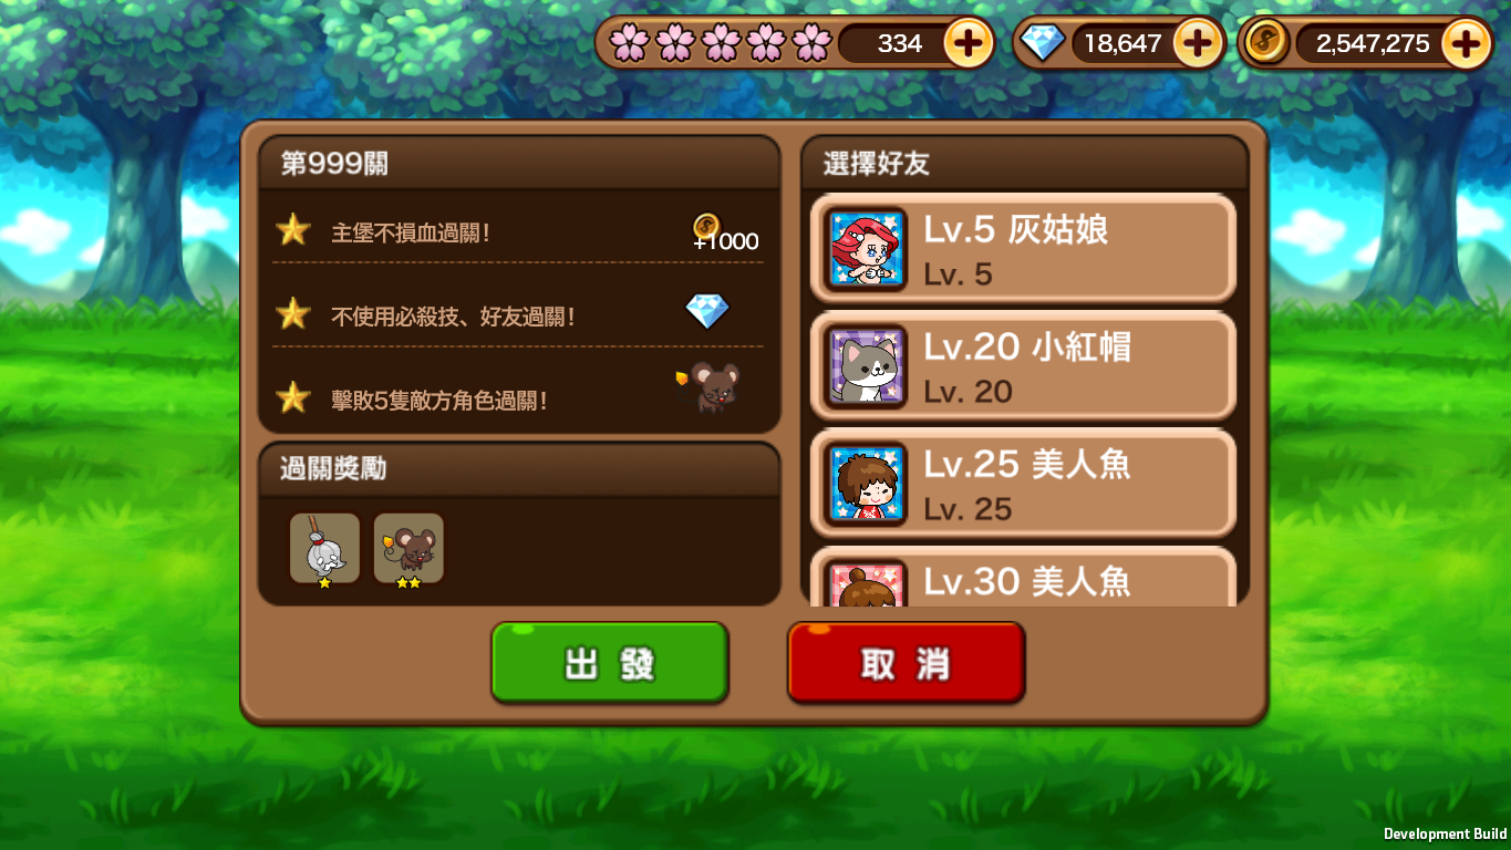 334
18,647
2,547,275
第999關
主堡不損血過關!
+1000
不使用必殺技、好友過關!
擊敗5隻敵方角色過關!
過關獎勵
選擇好友
Lv.5 灰姑娘
Lv. 5
Lv.20 小紅帽
Lv. 20
Lv.25 美人魚
Lv. 25
Lv.30 美人魚
出 發
取 消
Development Build